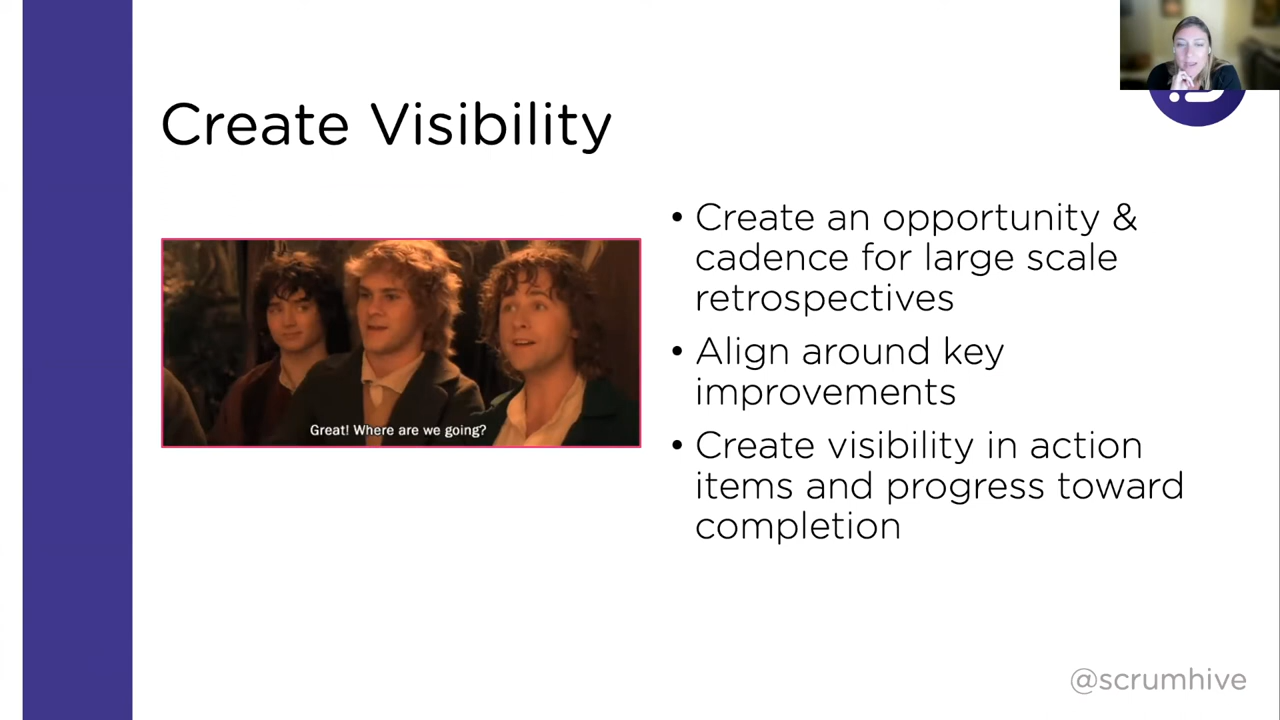 Create Visibility
• Create an opportunity &
cadence for large scale
retrospectives
• Align around key
improvements
• Create visibility in action
items and progress toward
completion
Great! Where are we going?
@scrumhive